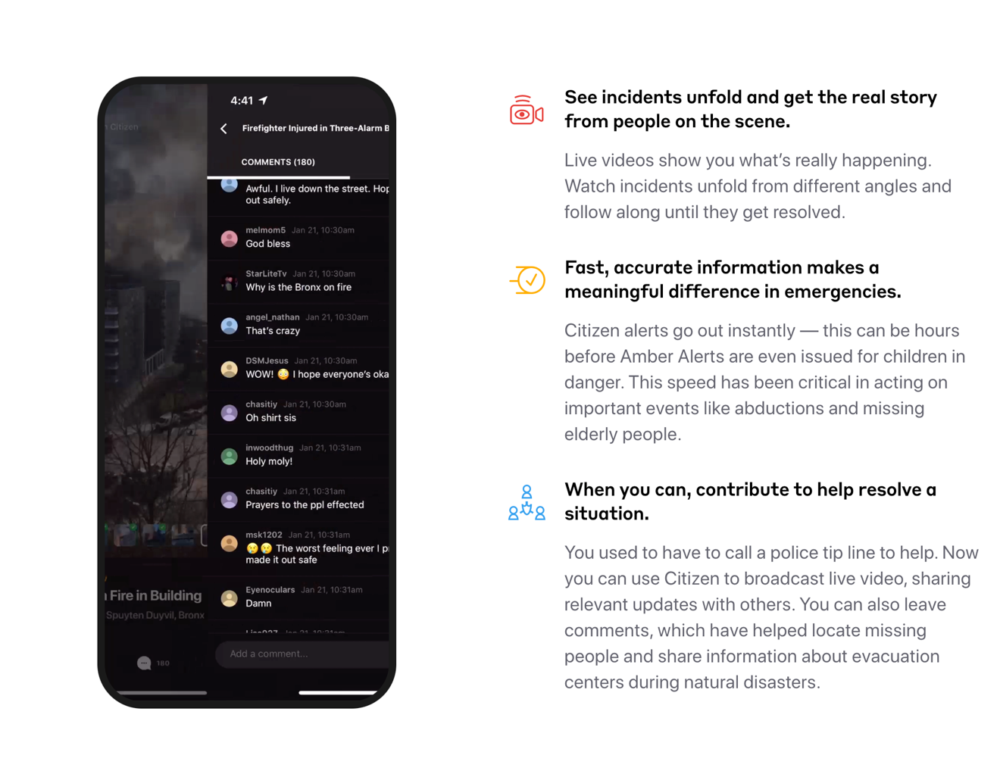 Citizen
4:41
Firefighter Injured in Three-Alarm B
COMMENTS (180)
Awful. I live down the street. Hop
out safely.
melmom5 Jan 21, 10:30am
God bless
StarLiteTv Jan 21, 10:30am
Why is the Bronx on fire
angel_nathan Jan 21, 10:30am
That's crazy
DSMJesus Jan 21, 10:30am
WOW! 😳 I hope everyone's oka
chasitiy Jan 21, 10:30am
Oh shirt sis
inwoodthug Jan 21, 10:31am
Holy moly!
chasitiy Jan 21, 10:31am
Prayers to the ppl effected
msk1202 Jan 21, 10:31am
😢😢 The worst feeling ever I pr
made it out safe
Eyenoculars Jan 21, 10:31am
Damn
Add a comment...
Fire in Building
Spuyten Duyvil, Bronx
180
See incidents unfold and get the real story
from people on the scene.
Live videos show you what's really happening.
Watch incidents unfold from different angles and
follow along until they get resolved.
Fast, accurate information makes a
meaningful difference in emergencies.
Citizen alerts go out instantly — this can be hours
before Amber Alerts are even issued for children in
danger. This speed has been critical in acting on
important events like abductions and missing
elderly people.
When you can, contribute to help resolve a
situation.
You used to have to call a police tip line to help. Now
you can use Citizen to broadcast live video, sharing
relevant updates with others. You can also leave
comments, which have helped locate missing
people and share information about evacuation
centers during natural disasters.